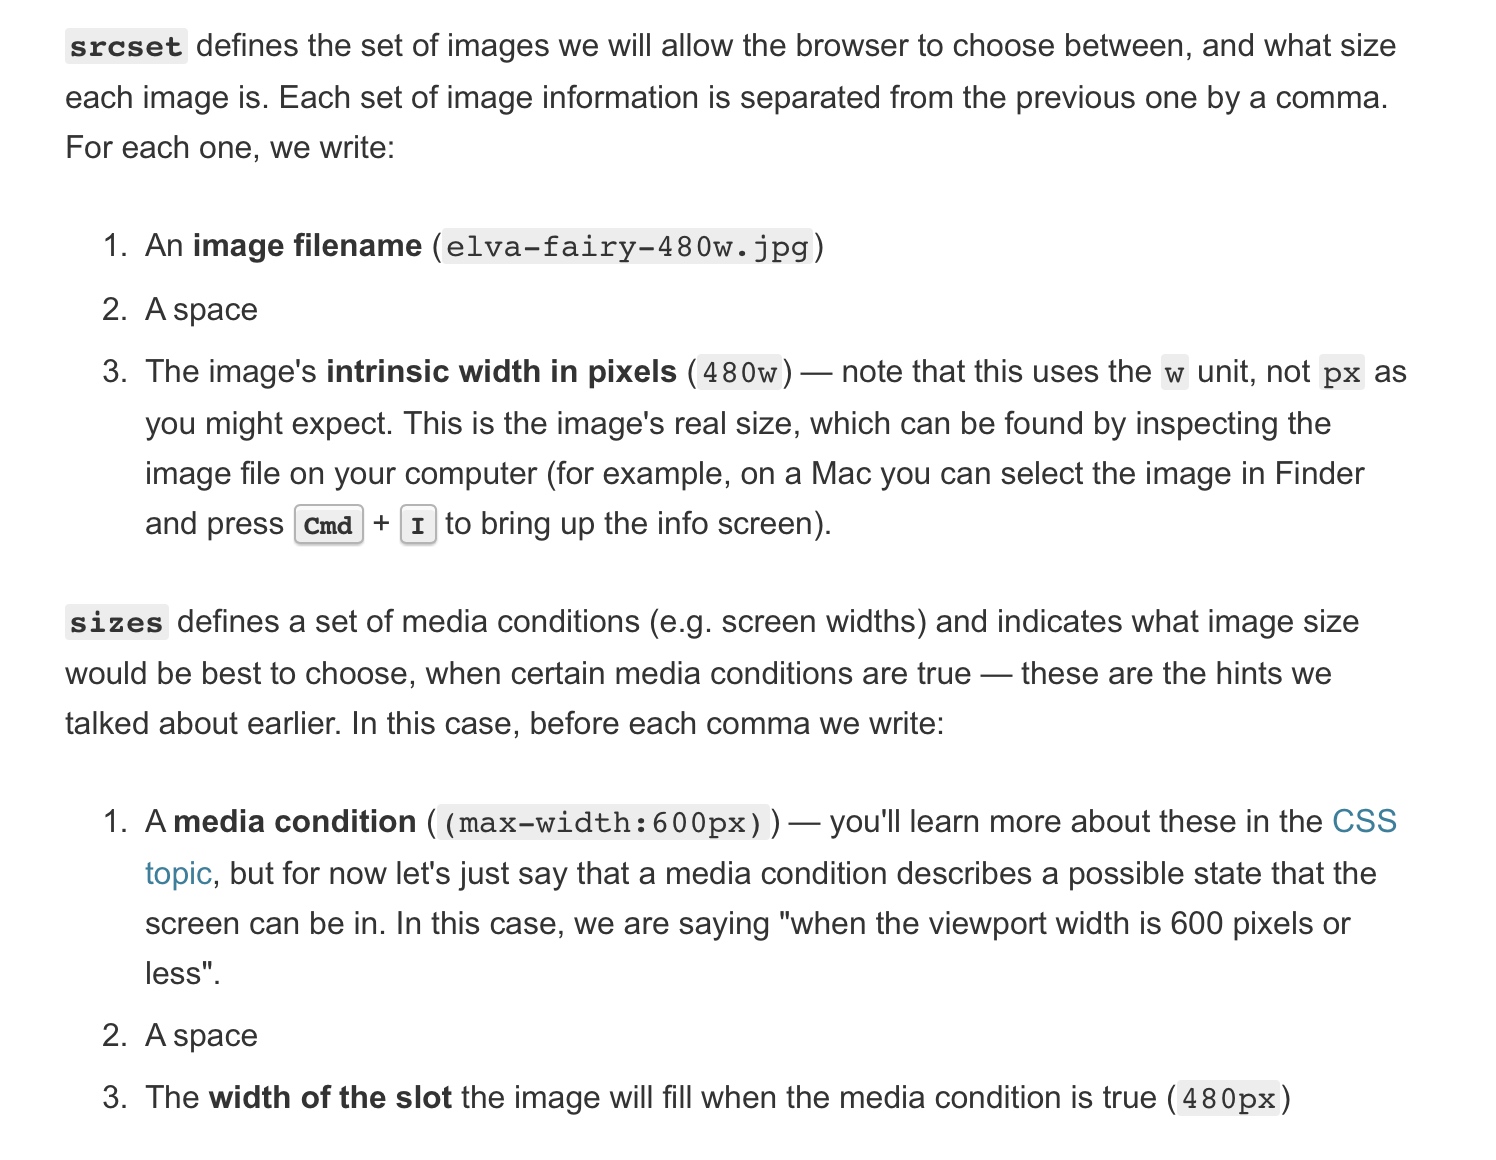 srcset defines the set of images we will allow the browser to choose between, and what size
each image is. Each set of image information is separated from the previous one by a comma.
For each one, we write:
1. An image filename (elva-fairy-480w.jpg)
2. A space
3. The image's intrinsic width in pixels (480w) — note that this uses the w unit, not px as
you might expect. This is the image's real size, which can be found by inspecting the
image file on your computer (for example, on a Mac you can select the image in Finder
and press Cmd + I to bring up the info screen).
sizes defines a set of media conditions (e.g. screen widths) and indicates what image size
would be best to choose, when certain media conditions are true — these are the hints we
talked about earlier. In this case, before each comma we write:
1. A media condition ((max-width:600px)) — you'll learn more about these in the CSS
topic, but for now let's just say that a media condition describes a possible state that the
screen can be in. In this case, we are saying "when the viewport width is 600 pixels or
less".
2. A space
3. The width of the slot the image will fill when the media condition is true (480px)